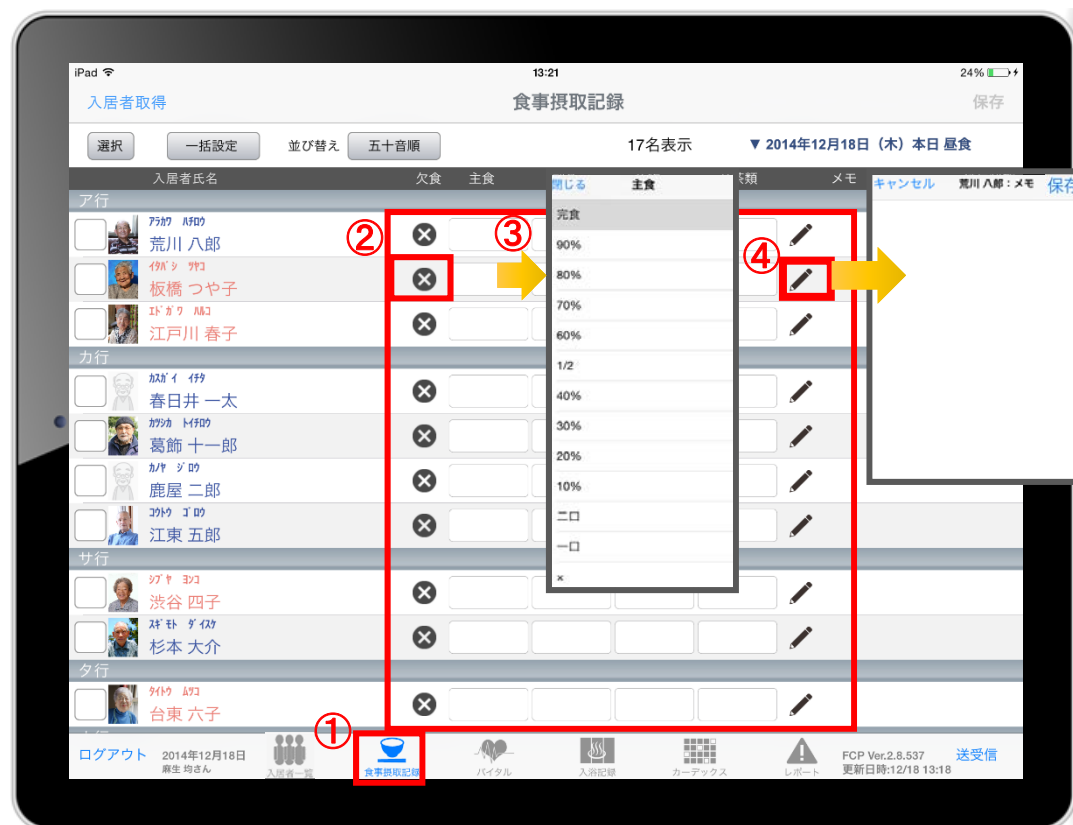 iPad 13:21 24%
入居者取得 食事摂取記録 保存
選択 一括設定 並び替え 五十音順 17名表示 ▼ 2014年12月18日（木）本日 昼食
入居者氏名 欠食 主食 類 メモ
閉じる 主食
キャンセル 荒川 八郎：メモ 保存
ア行
② ③ ④
ｱﾗｶﾜ ﾊﾁﾛｳ
荒川 八郎
ｲﾀﾊﾞｼ ﾂﾔｺ
板橋 つや子
ｴﾄﾞｶﾞﾜ ﾊﾙｺ
江戸川 春子
カ行
ｶｽｶﾞｲ ｲﾁﾀ
春日井 一太
ｶﾂｼｶ ﾄｲﾁﾛｳ
葛飾 十一郎
ｶﾉﾔ ｼﾞﾛｳ
鹿屋 二郎
ｺｳﾄｳ ｺﾞﾛｳ
江東 五郎
サ行
ｼﾌﾞﾔ ﾖﾝｺ
渋谷 四子
ｽｷﾞﾓﾄ ﾀﾞｲｽｹ
杉本 大介
タ行
ﾀｲﾄｳ ﾑﾂｺ
台東 六子
完食
90%
80%
70%
60%
1/2
40%
30%
20%
10%
二口
一口
×
①
ログアウト 2014年12月18日
麻生 均さん
入居者一覧 食事摂取記録 バイタル 入浴記録 カーデックス レポート
FCP Ver.2.8.537
更新日時:12/18 13:18
送受信